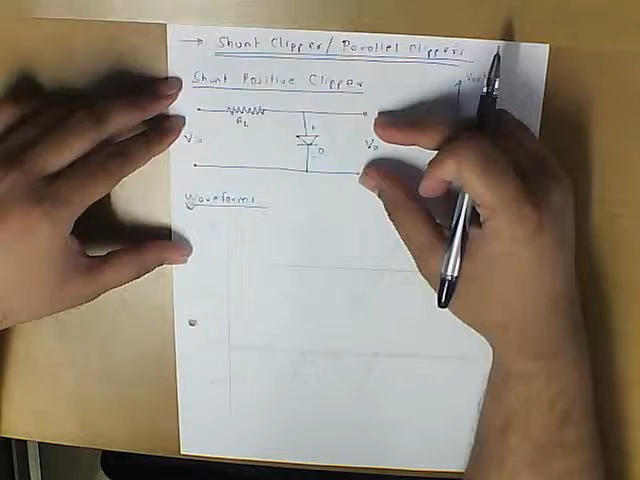 → Shunt Clipper/ Parallel Clippers
Shunt Positive Clipper
RL
+
Vin
D
Vo
-
Waveforms